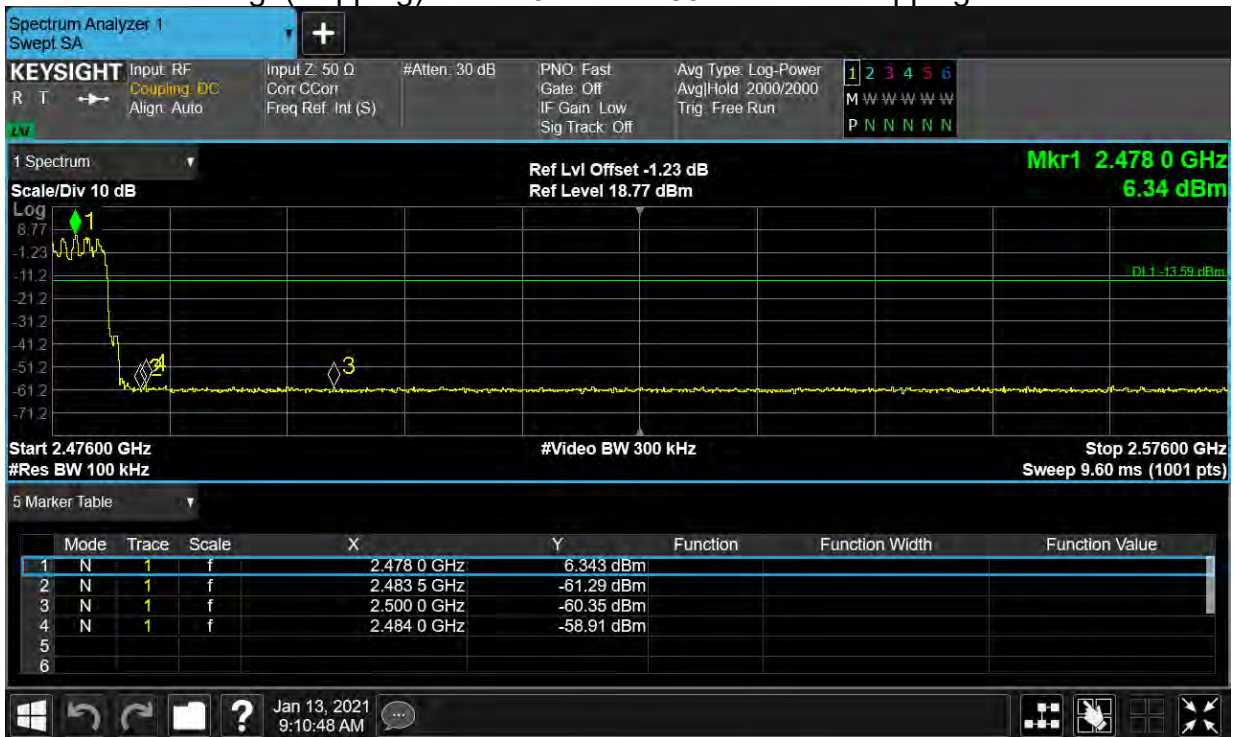 Spectrum Analyzer 1
Swept SA
+
KEYSIGHT Input: RF Input Z: 50 Ω #Atten: 30 dB PNO: Fast Avg Type: Log-Power 1 2 3 4 5 6
R T Coupling: DC Corr CCorr Gate: Off Avg|Hold: 2000/2000 M W W W W W
Align: Auto Freq Ref: Int (S) IF Gain: Low Trig: Free Run P N N N N N
Sig Track: Off
LXI
1 Spectrum Ref Lvl Offset -1.23 dB Mkr1 2.478 0 GHz
Scale/Div 10 dB Ref Level 18.77 dBm 6.34 dBm
Log
1
8.77
-1.23
-11.2 DL1 -13.59 dBm
-21.2
-31.2
-41.2
-51.2 2 4 3
-61.2
-71.2
Start 2.47600 GHz #Video BW 300 kHz Stop 2.57600 GHz
#Res BW 100 kHz Sweep 9.60 ms (1001 pts)
5 Marker Table
Mode Trace Scale X Y Function Function Width Function Value
1 N 1 f 2.478 0 GHz 6.343 dBm
2 N 1 f 2.483 5 GHz -61.29 dBm
3 N 1 f 2.500 0 GHz -60.35 dBm
4 N 1 f 2.484 0 GHz -58.91 dBm
5
6
? Jan 13, 2021
9:10:48 AM